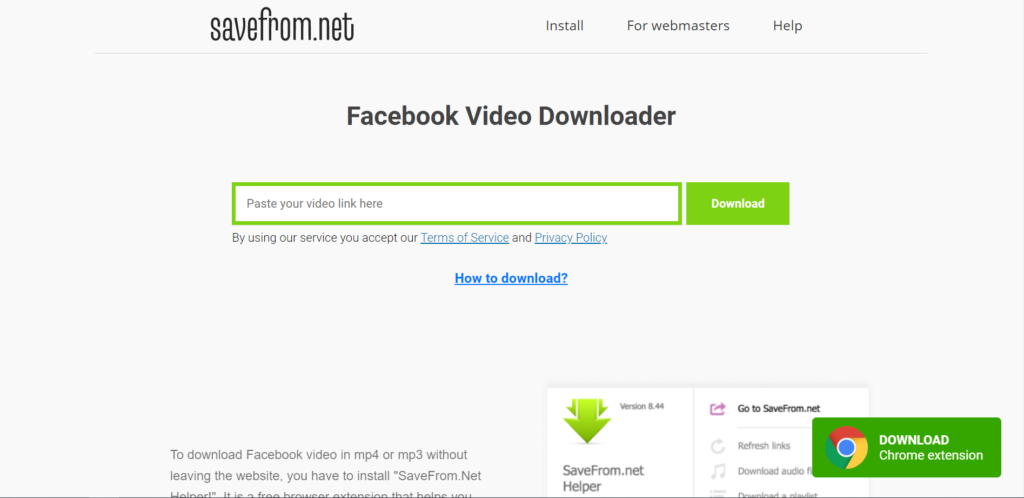 savefrom.net
Install
For webmasters
Help
Facebook Video Downloader
Paste your video link here
Download
By using our service you accept our Terms of Service and Privacy Policy
How to download?
To download Facebook video in mp4 or mp3 without
leaving the website, you have to install "SaveFrom.Net
Helper!". It is a free browser extension that helps you
Version 8.44
SaveFrom.net
Helper
Go to SaveFrom.net
Refresh links
Download audio
Download a playlist
DOWNLOAD
Chrome extension